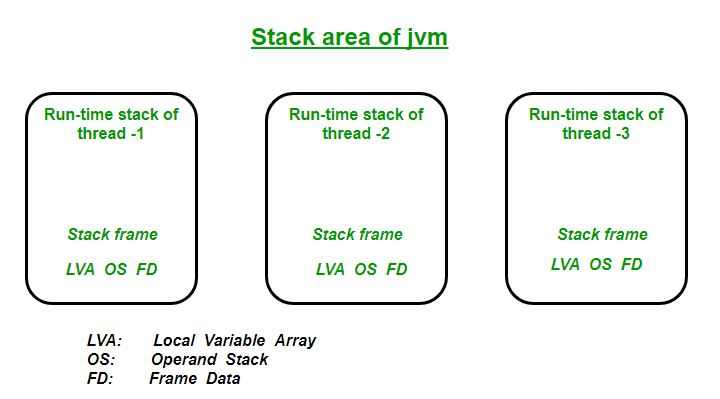 Stack area of jvm
Run-time stack of
thread -1
Stack frame
LVA OS FD
Run-time stack of
thread -2
Stack frame
LVA OS FD
Run-time stack of
thread -3
Stack frame
LVA OS FD
LVA: Local Variable Array
OS: Operand Stack
FD: Frame Data